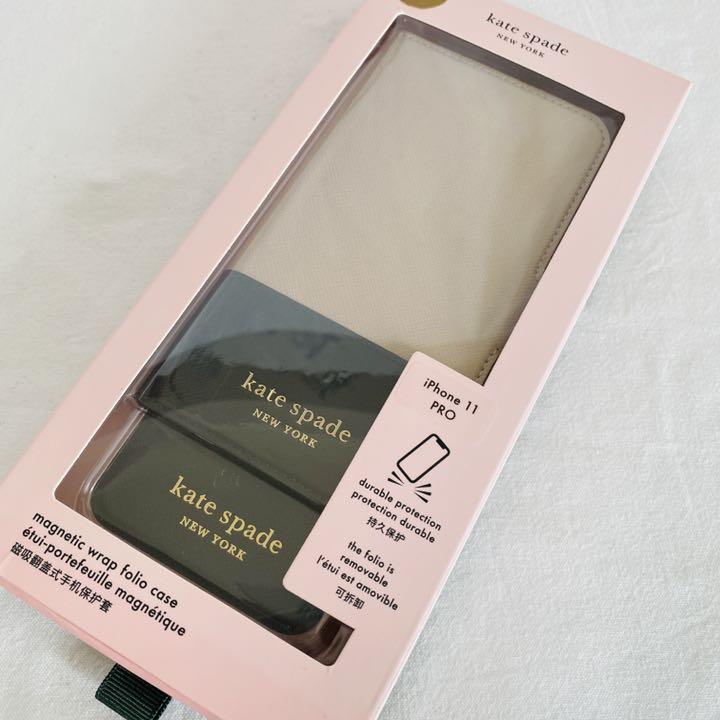 kate spade
NEW YORK
kate spade
NEW YORK
kate spade
NEW YORK
iPhone 11
PRO
durable protection
protection durable
持久保护
the folio is
removable
l'étui est amovible
可拆卸
magnetic wrap folio case
étui-portefeuille magnétique
磁吸翻盖式手机保护套